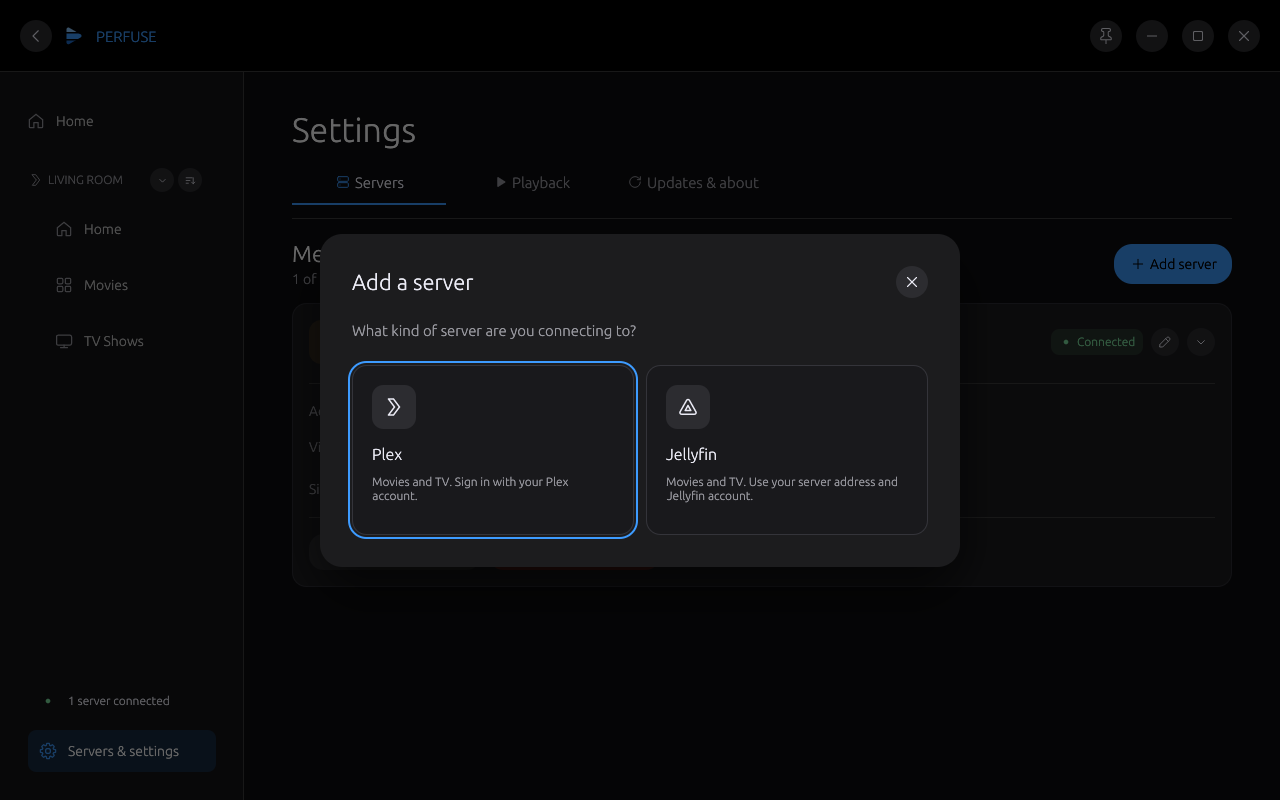 PERFUSE
Home
LIVING ROOM
Home
Movies
TV Shows
1 server connected
Servers & settings
Settings
Servers
Playback
Updates & about
1 of
Add server
Connected
Add a server
What kind of server are you connecting to?
Plex
Movies and TV. Sign in with your Plex
account.
Jellyfin
Movies and TV. Use your server address and
Jellyfin account.